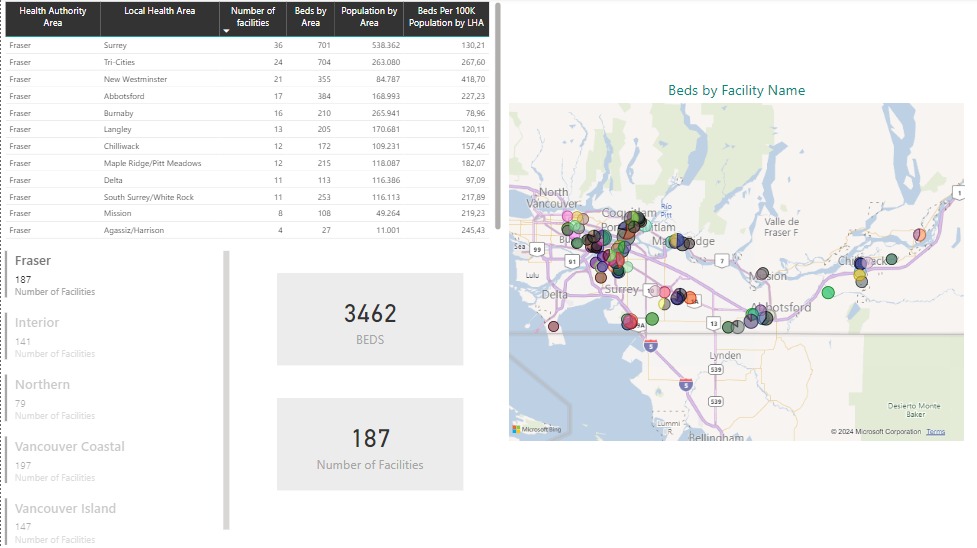 Health Authority Area Local Health Area Number of facilities Beds by Area Population by Area Beds Per 100K Population by LHA
Fraser Surrey 36 701 538.362 130,21
Fraser Tri-Cities 24 704 263.080 267,60
Fraser New Westminster 21 355 84.787 418,70
Fraser Abbotsford 17 384 168.993 227,23
Fraser Burnaby 16 210 265.941 78,96
Fraser Langley 13 205 170.681 120,11
Fraser Chilliwack 12 172 109.231 157,46
Fraser Maple Ridge/Pitt Meadows 12 215 118.087 182,07
Fraser Delta 11 113 116.386 97,09
Fraser South Surrey/White Rock 11 253 116.113 217,89
Fraser Mission 8 108 49.264 219,23
Fraser Agassiz/Harrison 4 27 11.001 245,43
Fraser
187
Number of Facilities
Interior
141
Number of Facilities
Northern
79
Number of Facilities
Vancouver Coastal
197
Number of Facilities
Vancouver Island
147
Number of Facilities
3462
BEDS
187
Number of Facilities
Beds by Facility Name
1
North
Vancouver
Coquitlam
Río
Pitt
Valle de
Fraser F
Sea
99
91
7
Lulu
Surrey
Mission
Delta
Abbotsford
13
5
Lynden
539
5
539
Desierto Monte
Baker
Lummi
R.
Bellingham
Microsoft Bing
© 2024 Microsoft Corporation Terms